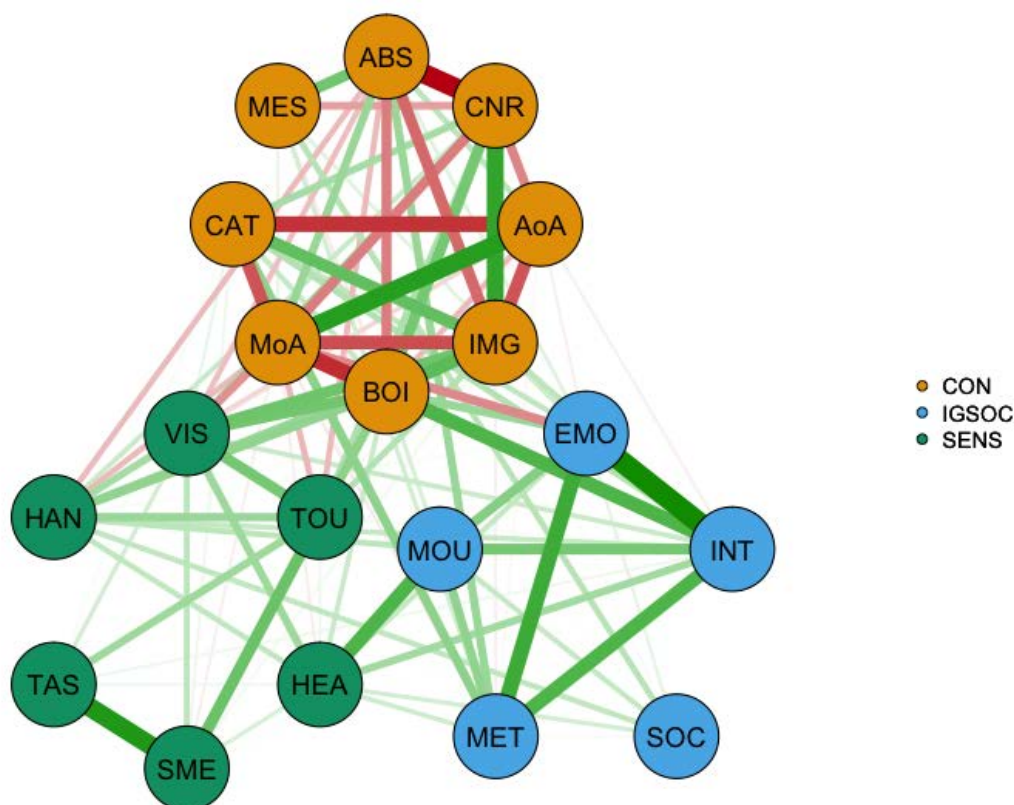 ABS
MES
CNR
CAT
AoA
MoA
IMG
BOI
VIS
EMO
HAN
TOU
MOU
INT
TAS
HEA
MET
SOC
SME
CON
IGSOC
SENS